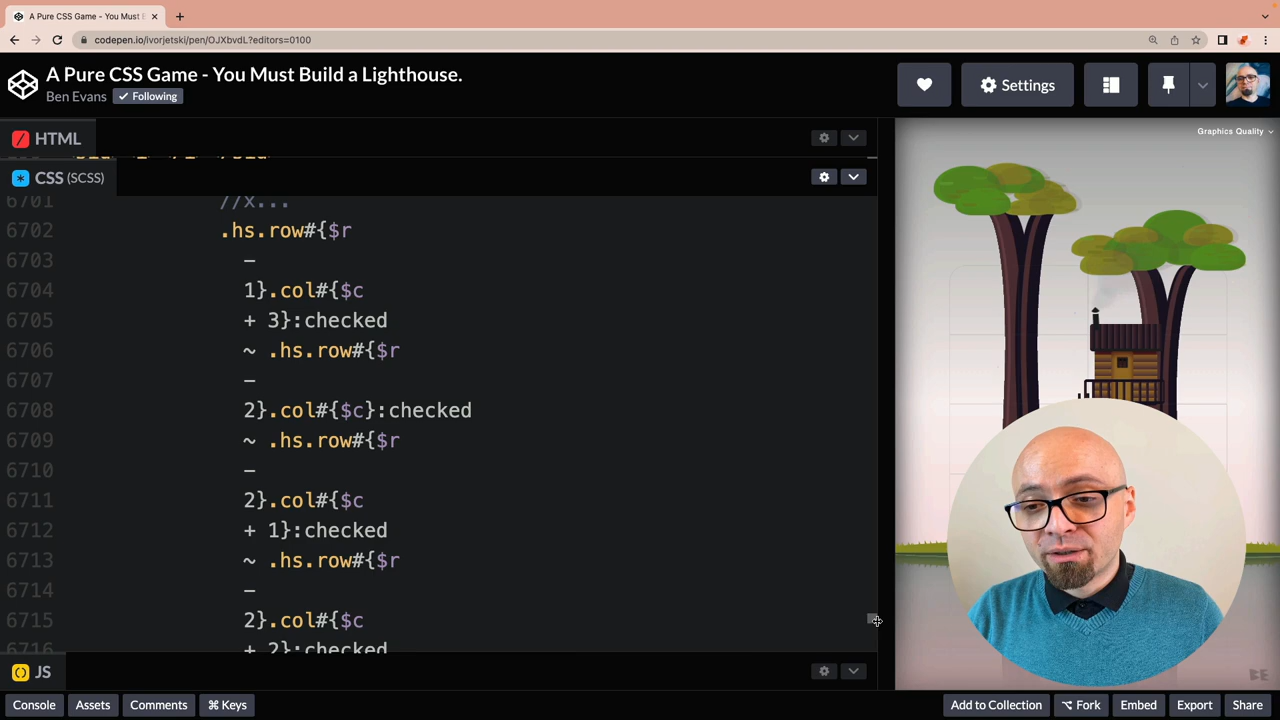 A Pure CSS Game - You Must
codepen.io/ivorjetski/pen/OJXbvdL?editors=0100
A Pure CSS Game - You Must Build a Lighthouse.
Ben Evans
✓ Following
Settings
HTML
CSS (SCSS)
Graphics Quality
6701 //X...
6702 .hs.row#{$r
6703 –
6704 1}.col#{$c
6705 + 3}:checked
6706 ~ .hs.row#{$r
6707 –
6708 2}.col#{$c}:checked
6709 ~ .hs.row#{$r
6710 –
6711 2}.col#{$c
6712 + 1}:checked
6713 ~ .hs.row#{$r
6714 –
6715 2}.col#{$c
6716 + 2}:checked
BE
JS
Console
Assets
Comments
⌘ Keys
Add to Collection
Fork
Embed
Export
Share